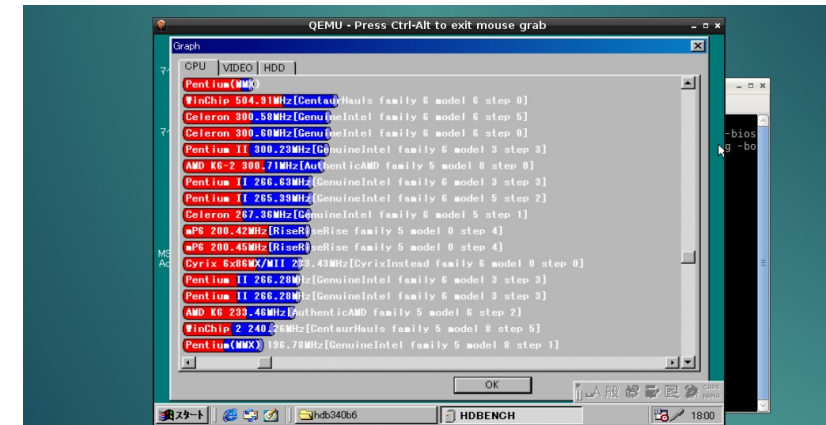 QEMU - Press Ctrl-Alt to exit mouse grab
Graph
CPU VIDEO HDD
Pentium(MMX)
WinChip 504.91MHz[CentaurHauls family 6 model 6 step 0]
Celeron 300.58MHz[GenuineIntel family 6 model 6 step 5]
Celeron 300.60MHz[GenuineIntel family 6 model 6 step 0]
Pentium II 300.23MHz[GenuineIntel family 6 model 3 step 3]
AMD K6-2 300.71MHz[AuthenticAMD family 5 model 8 step 0]
Pentium II 266.63MHz[GenuineIntel family 6 model 3 step 3]
Pentium II 265.39MHz[GenuineIntel family 6 model 5 step 2]
Celeron 267.36MHz[GenuineIntel family 6 model 5 step 1]
mP6 200.42MHz[RiseRiseRise family 5 model 0 step 4]
mP6 200.45MHz[RiseRiseRise family 5 model 0 step 4]
Cyrix 6x86MX/MII 233.43MHz[CyrixInstead family 6 model 0 step 0]
Pentium II 266.28MHz[GenuineIntel family 6 model 3 step 3]
Pentium II 266.28MHz[GenuineIntel family 6 model 3 step 3]
AMD K6 233.46MHz[AuthenticAMD family 5 model 6 step 2]
WinChip 2 240.26MHz[CentaurHauls family 5 model 8 step 5]
Pentium(MMX) 196.78MHz[GenuineIntel family 5 model 8 step 1]
-bios
g -bo
マ
マ
MS
Ac
OK
A般
CAPS
KANA
スタート
hdb340b6
HDBENCH
18:00